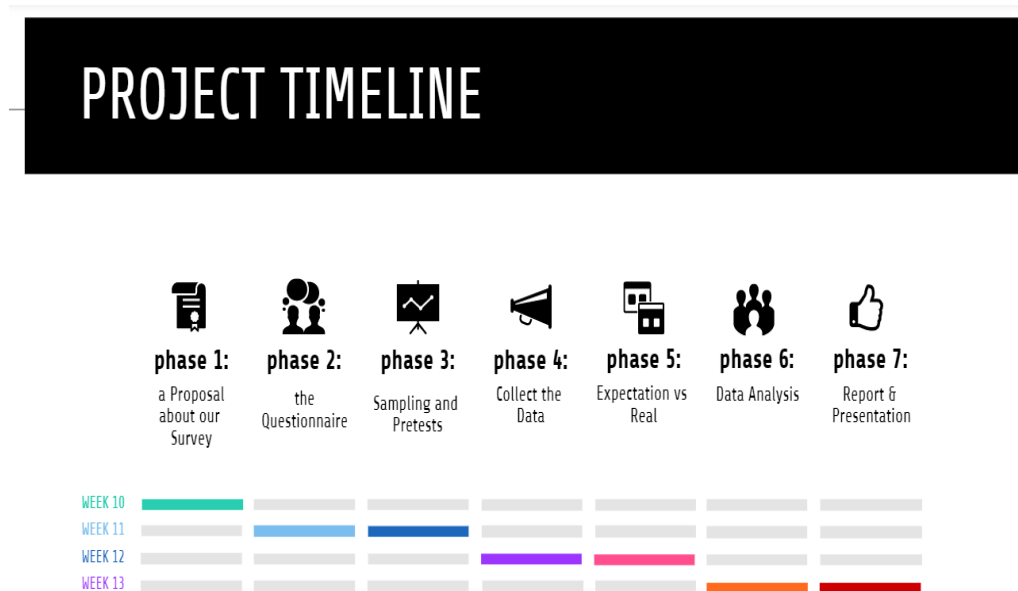 PROJECT TIMELINE
phase 1:
a Proposal
about our
Survey
phase 2:
the
Questionnaire
phase 3:
Sampling and
Pretests
phase 4:
Collect the
Data
phase 5:
Expectation vs
Real
phase 6:
Data Analysis
phase 7:
Report &
Presentation
WEEK 10
WEEK 11
WEEK 12
WEEK 13